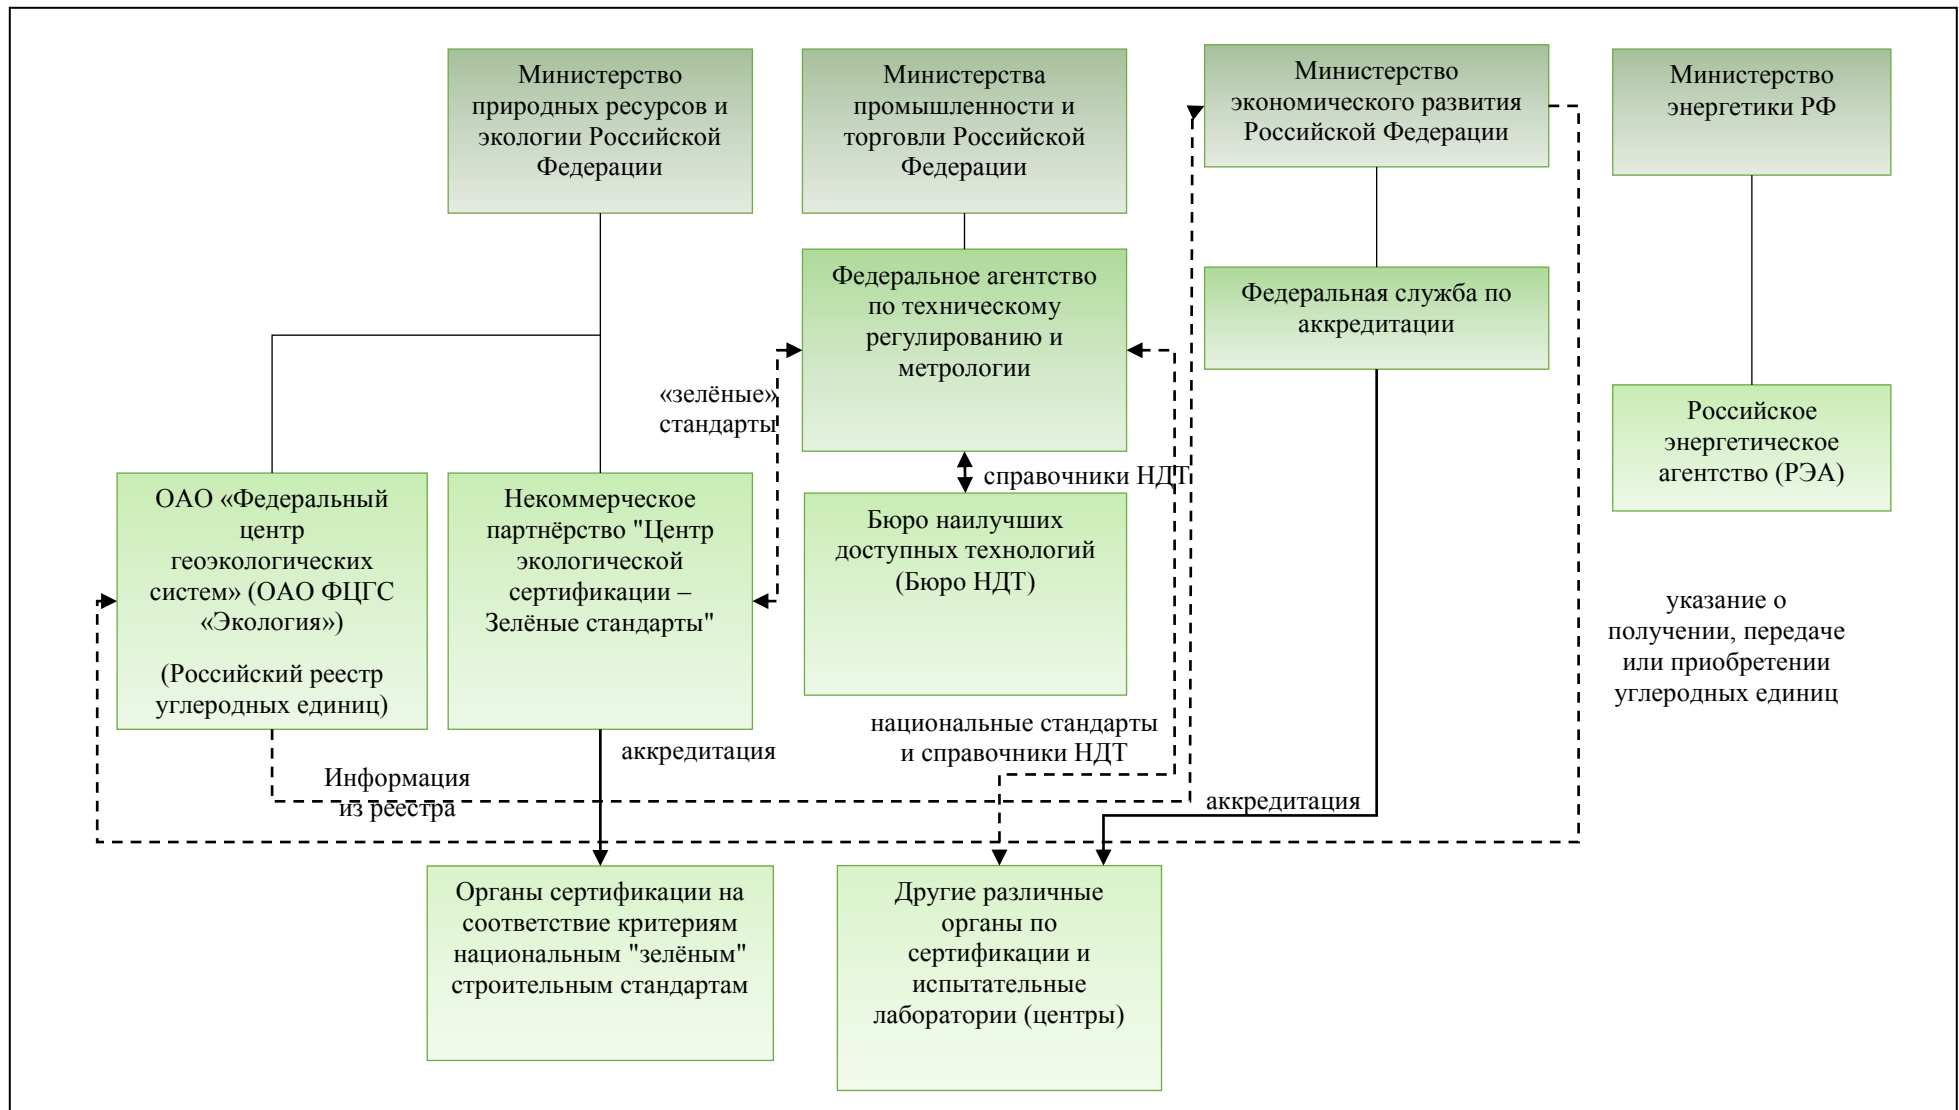 Министерство
природных ресурсов и
экологии Российской
Федерации
Министерства
промышленности и
торговли Российской
Федерации
Министерство
экономического развития
Российской Федерации
Министерство
энергетики РФ
Федеральное агентство
по техническому
регулированию и
метрологии
Федеральная служба по
аккредитации
«зелёные»
стандарты
Российское
энергетическое
агентство (РЭА)
справочники НДТ
ОАО «Федеральный
центр
геоэкологических
систем» (ОАО ФЦГС
«Экология»)
(Российский реестр
углеродных единиц)
Некоммерческое
партнёрство "Центр
экологической
сертификации –
Зелёные стандарты"
Бюро наилучших
доступных технологий
(Бюро НДТ)
указание о
получении, передаче
или приобретении
углеродных единиц
национальные стандарты
и справочники НДТ
аккредитация
Информация
из реестра
аккредитация
Органы сертификации на
соответствие критериям
национальным "зелёным"
строительным стандартам
Другие различные
органы по
сертификации и
испытательные
лаборатории (центры)